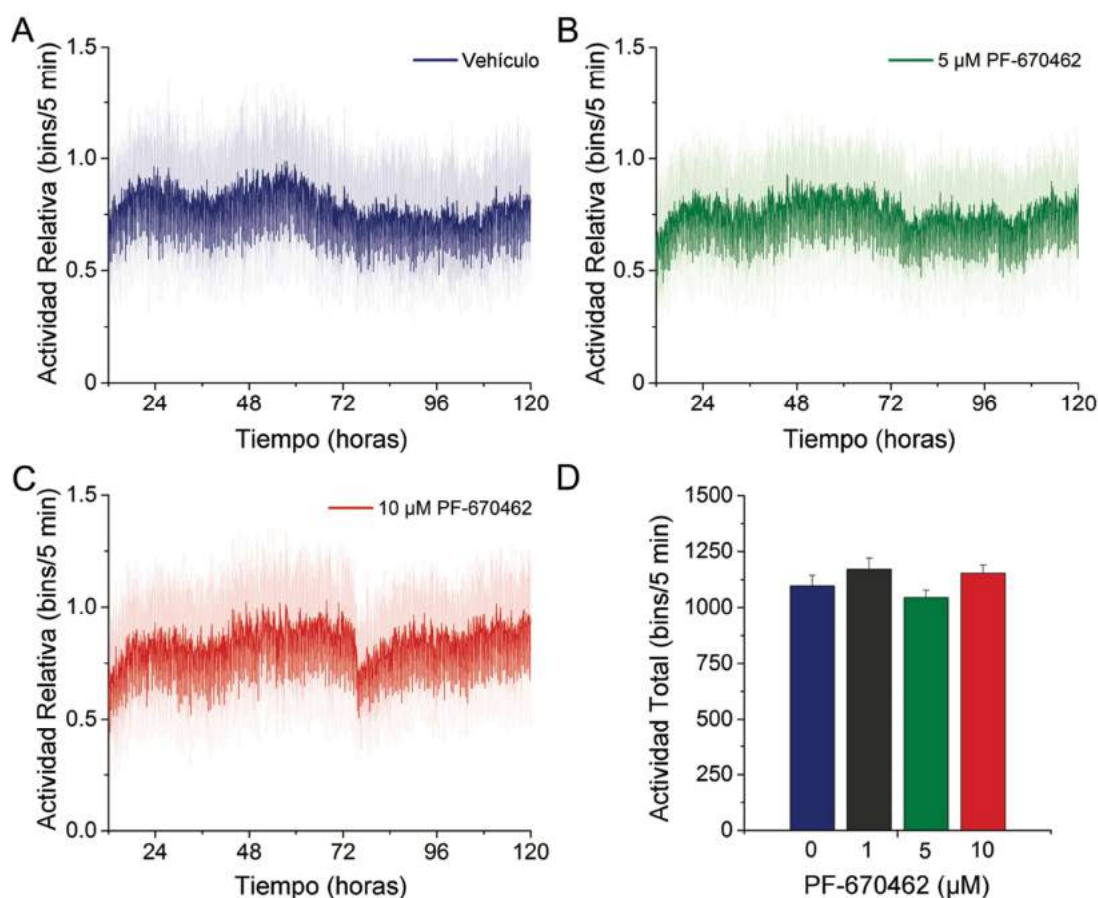 A
Actividad Relativa (bins/5 min)
1.5
1.0
0.5
0
Vehículo
24
48
72
96
120
Tiempo (horas)
B
Actividad Relativa (bins/5 min)
1.5
1.0
0.5
0
5 µM PF-670462
24
48
72
96
120
Tiempo (horas)
C
Actividad Relativa (bins/5 min)
1.5
1.0
0.5
0.0
10 µM PF-670462
24
48
72
96
120
Tiempo (horas)
D
Actividad Total (bins/5 min)
1500
1250
1000
750
500
250
0
0
1
5
10
PF-670462 (µM)